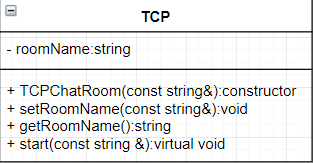 TCP
- roomName:string
+ TCPChatRoom(const string&):constructor
+ setRoomName(const string&):void
+ getRoomName():string
+ start(const string &):virtual void